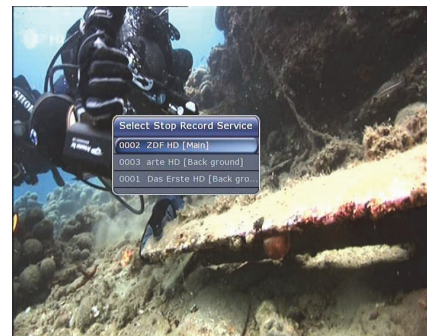 Select Stop Record Service
0002 ZDF HD [Main]
0003 arte HD [Back ground]
0001 Das Erste HD [Back gro...